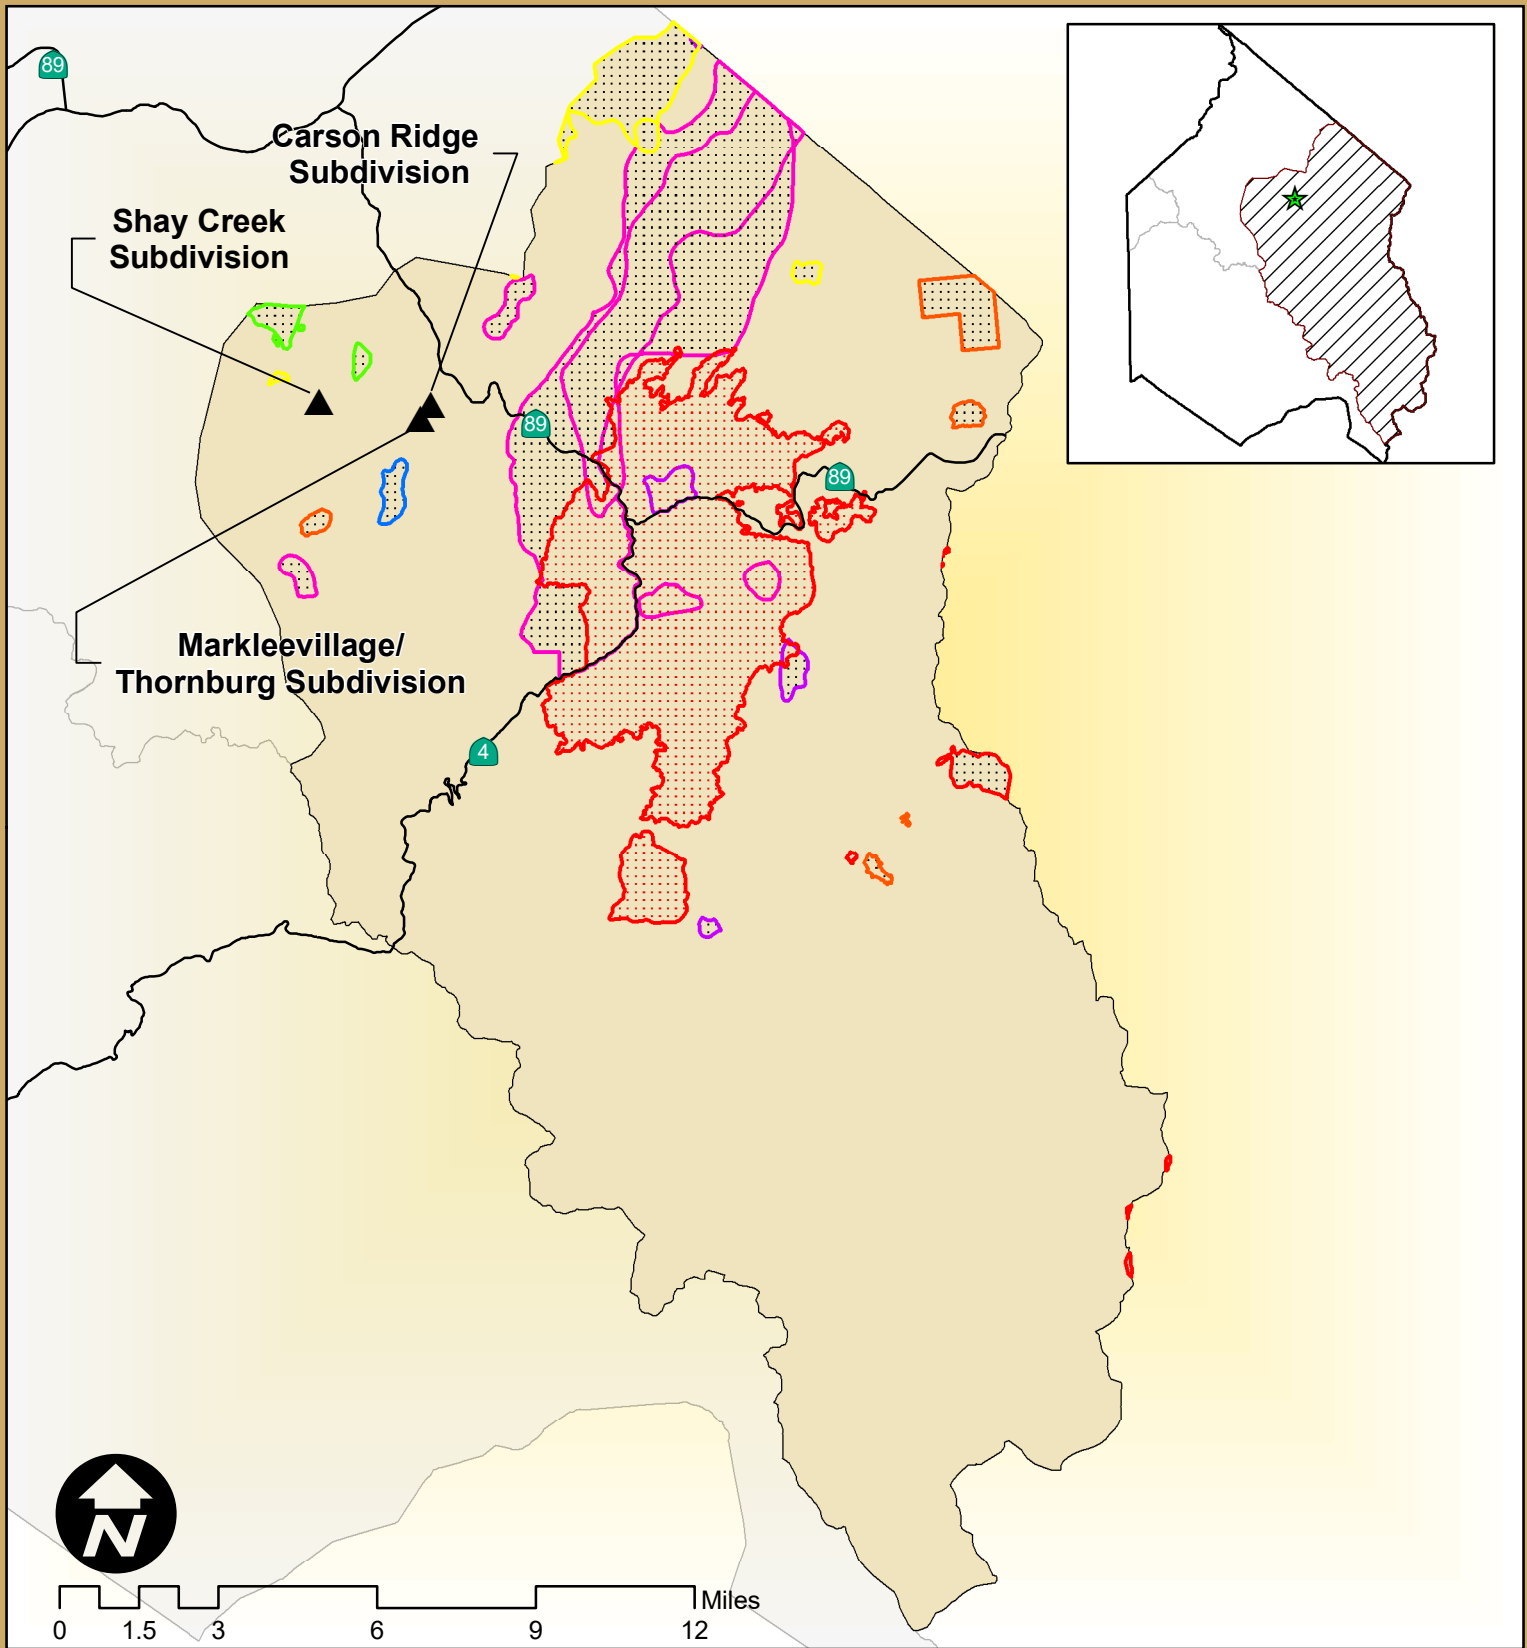 89
Carson Ridge
Subdivision
Shay Creek
Subdivision
89
89
Markleevillage/
Thornburg Subdivision
4
N
Miles
0 1.5 3 6 9 12